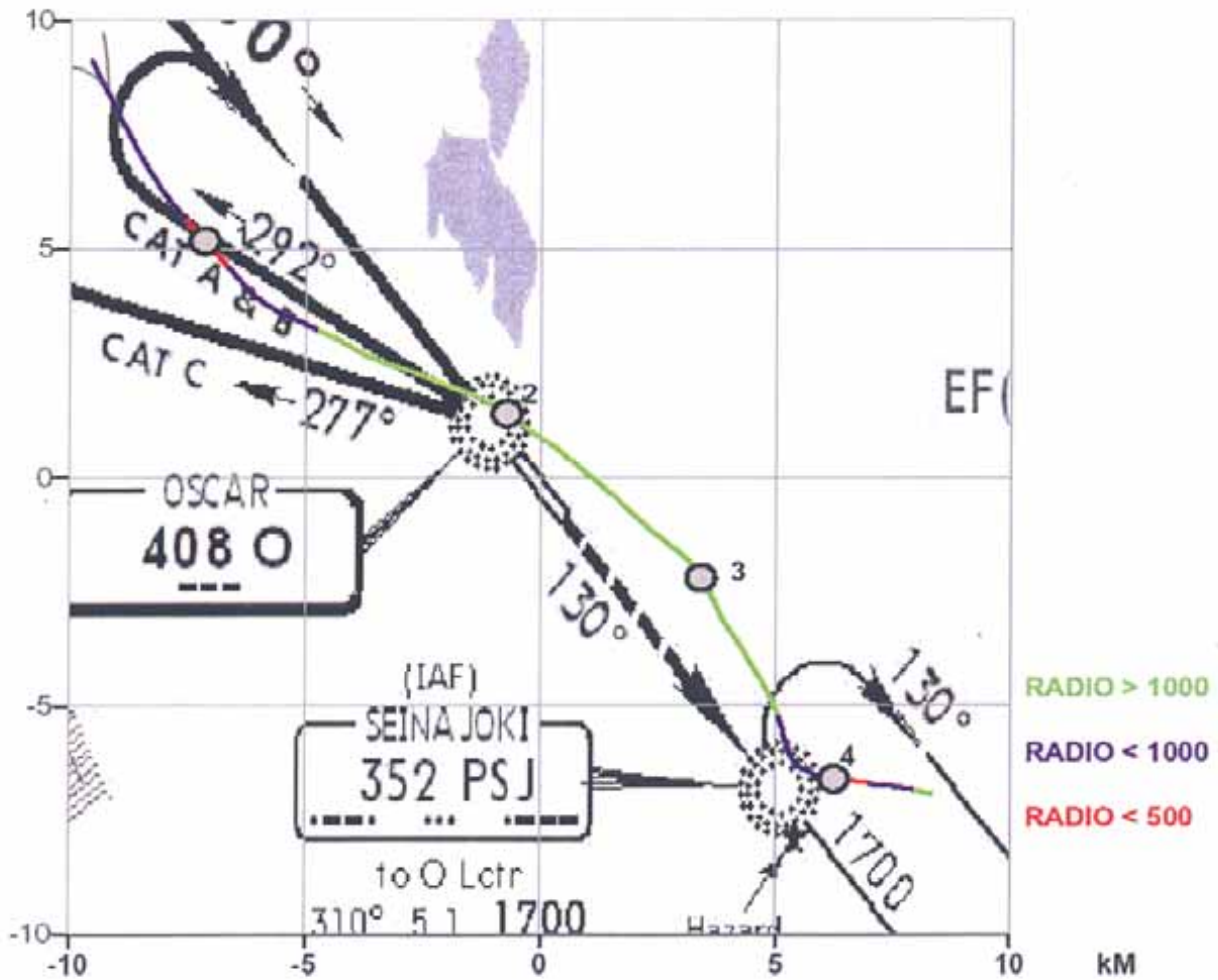 10
0°
292°
5
CAT A & B
CAT C
277°
2
EF(
0
OSCAR
408 O
3
130°
(IAF)
SEINAJOKI
352 PSJ
-5
130°
RADIO > 1000
RADIO < 1000
RADIO < 500
4
1700
to O Lctr
310° 5 1 1700
Hazard
-10
-10 -5 0 5 10 kM